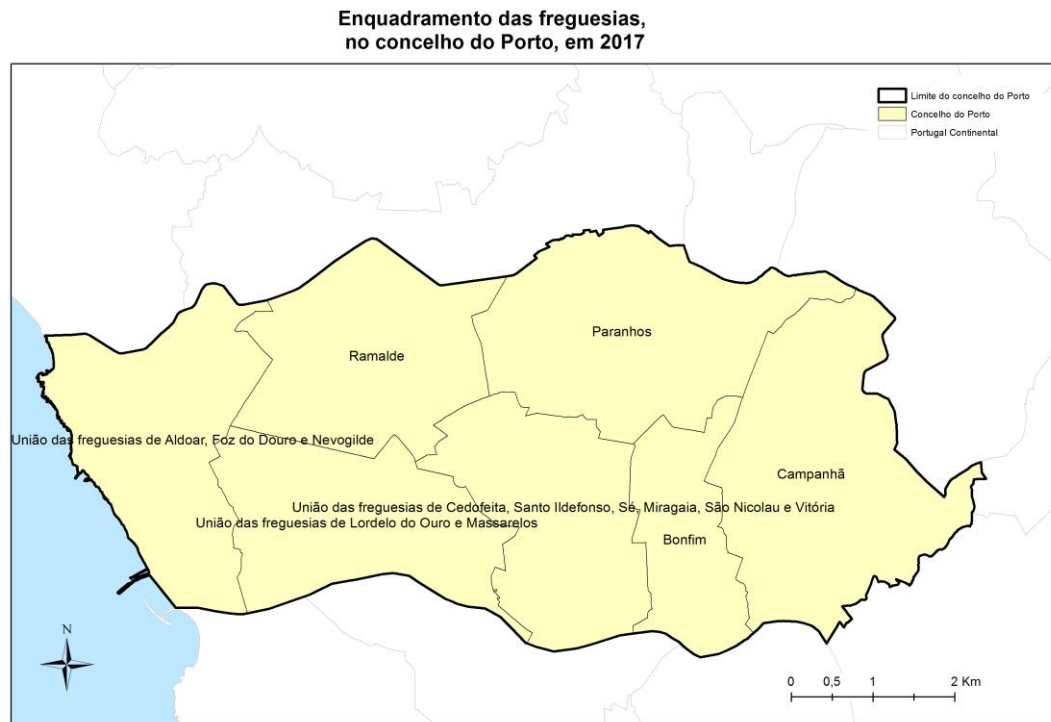 Enquadramento das freguesias,
no concelho do Porto, em 2017
Limite do concelho do Porto
Concelho do Porto
Portugal Continental
Paranhos
Ramalde
União das freguesias de Aldoar, Foz do Douro e Nevogilde
Campanhã
União das freguesias de Cedofeita, Santo Ildefonso, Sé, Miragaia, São Nicolau e Vitória
União das freguesias de Lordelo do Ouro e Massarelos
Bonfim
N
0 0,5 1 2 Km